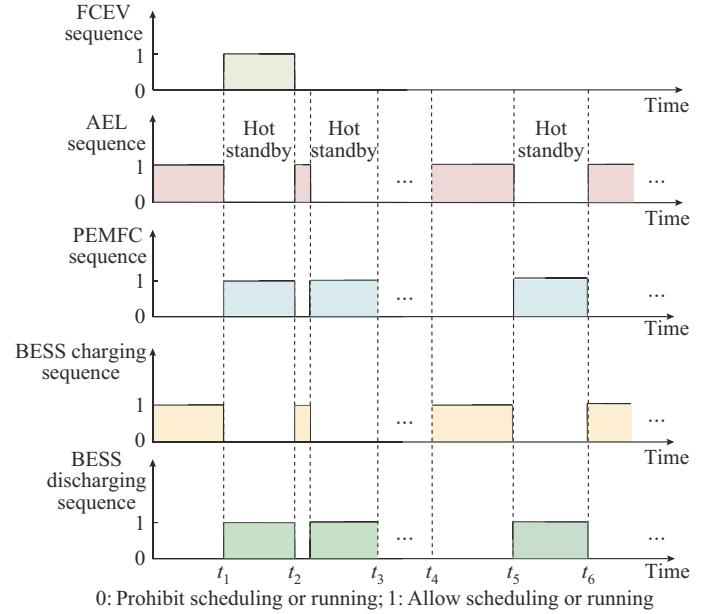 FCEV
sequence
1
0
Time
AEL
sequence
Hot
standby
Hot
standby
Hot
standby
1
0
...
...
Time
PEMFC
sequence
1
0
...
...
Time
BESS charging
sequence
1
0
...
...
Time
BESS
discharging
sequence
1
0
...
...
Time
t1 t2 t3 t4 t5 t6
0: Prohibit scheduling or running; 1: Allow scheduling or running